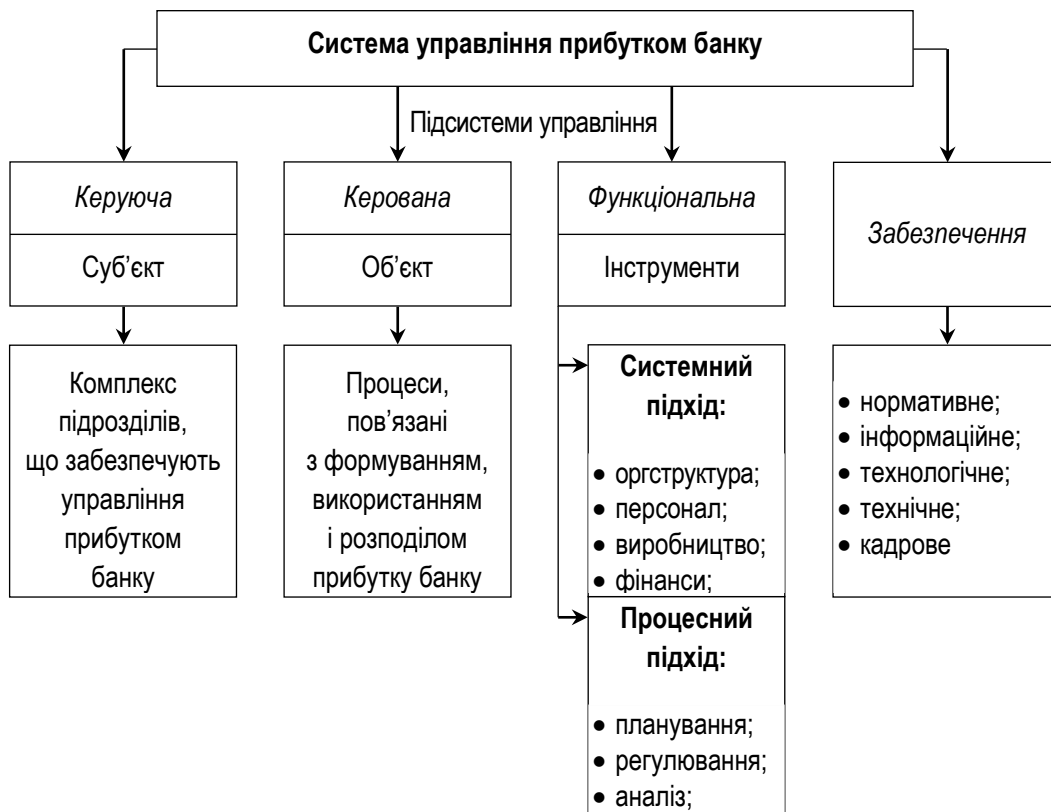 Система управління прибутком банку
Підсистеми управління
Керуюча
Суб’єкт
Комплекс
підрозділів,
що забезпечують
управління
прибутком
банку
Керована
Об’єкт
Процеси,
пов’язані
з формуванням,
використанням
і розподілом
прибутку банку
Функціональна
Інструменти
Системний
підхід:
• оргструктура;
• персонал;
• виробництво;
• фінанси;
Процесний
підхід:
• планування;
• регулювання;
• аналіз;
Забезпечення
• нормативне;
• інформаційне;
• технологічне;
• технічне;
• кадрове